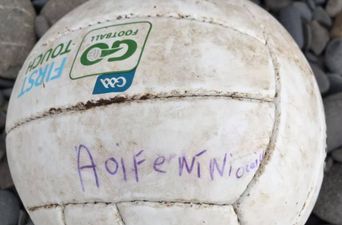 FIRST
TOUCH
GO
FOOTBALL
GAA
Aoife Ní